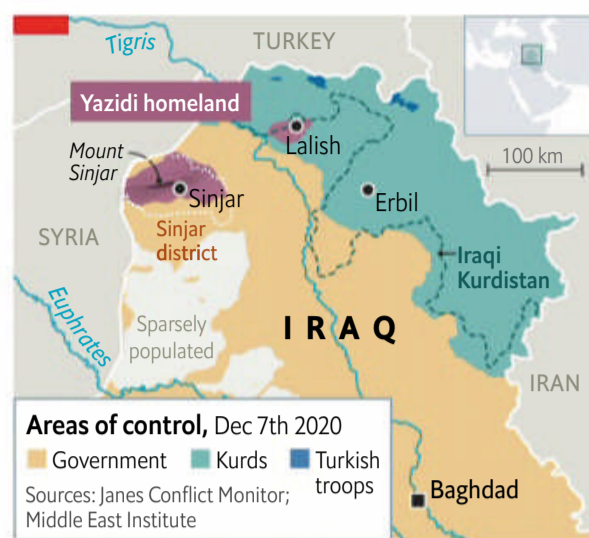 Tigris
TURKEY
Yazidi homeland
Mount
Sinjar
Lalish
100 km
Sinjar
Erbil
SYRIA
Sinjar
district
Iraqi
Kurdistan
Euphrates
Sparsely
populated
IRAQ
IRAN
Areas of control, Dec 7th 2020
Government
Kurds
Turkish
troops
Sources: Janes Conflict Monitor;
Middle East Institute
Baghdad